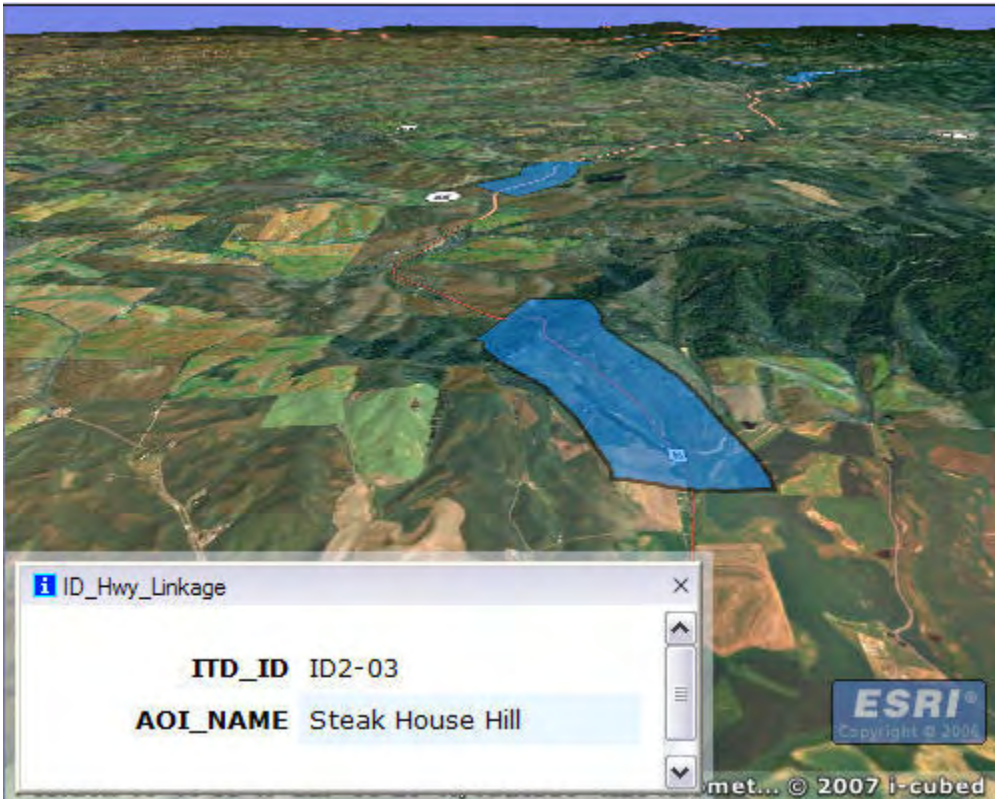 ID_Hwy_Linkage
ITD_ID ID2-03
AOI_NAME Steak House Hill
ESRI®
Copyright © 2006
met... © 2007 i-cubed